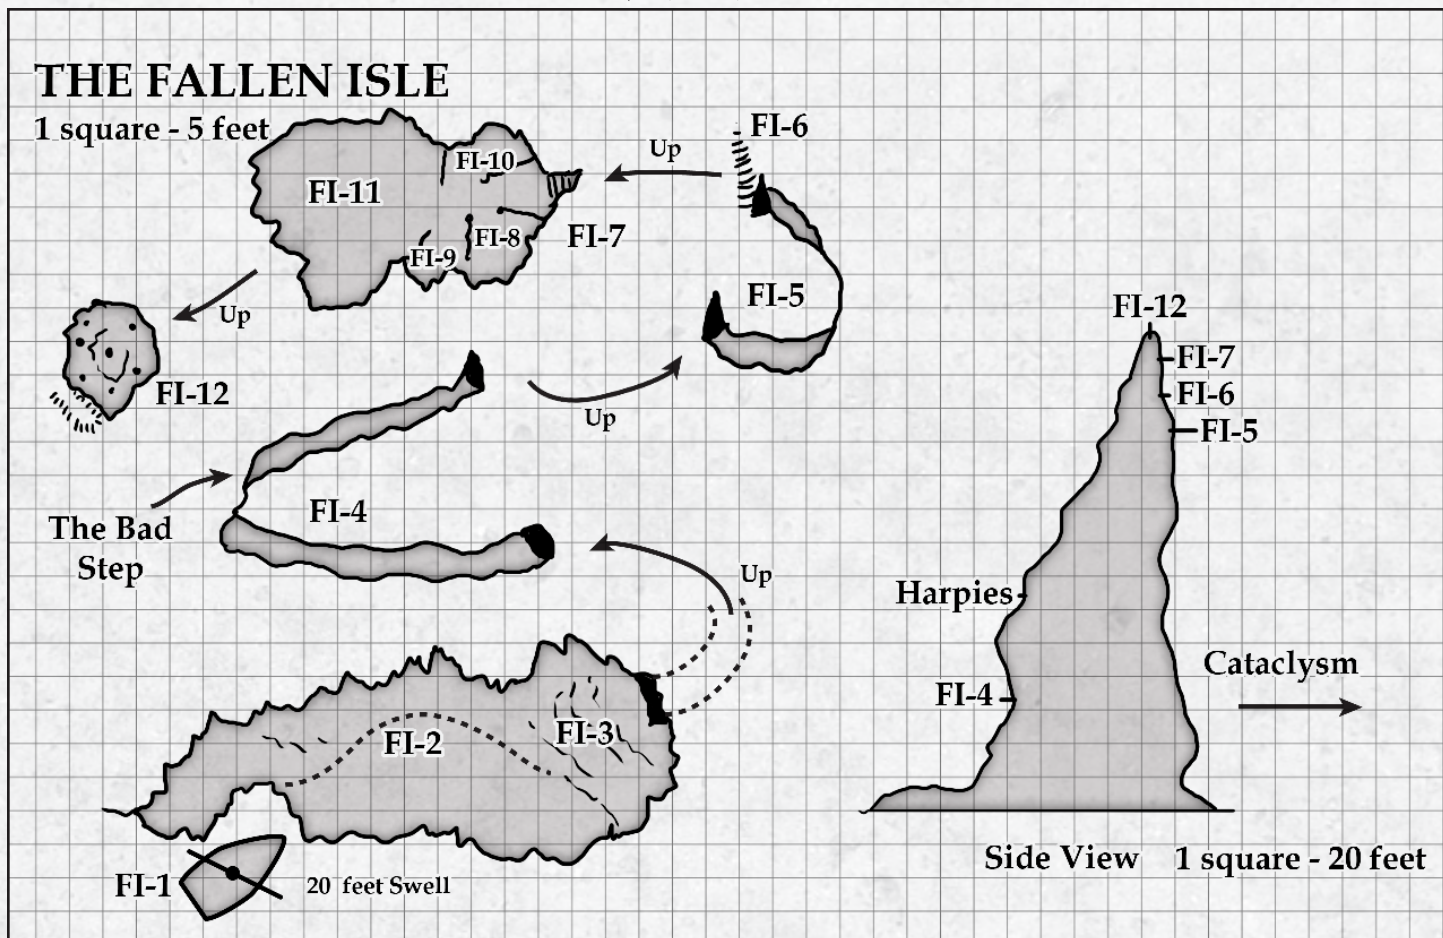 THE FALLEN ISLE
1 square - 5 feet
FI-6
Up
FI-10
FI-11
FI-8
FI-7
FI-9
FI-5
Up
FI-12
Up
FI-4
The Bad
Step
Up
FI-2
FI-3
FI-1
20 feet Swell
FI-12
FI-7
FI-6
FI-5
Harpies
FI-4
Cataclysm
Side View 1 square - 20 feet